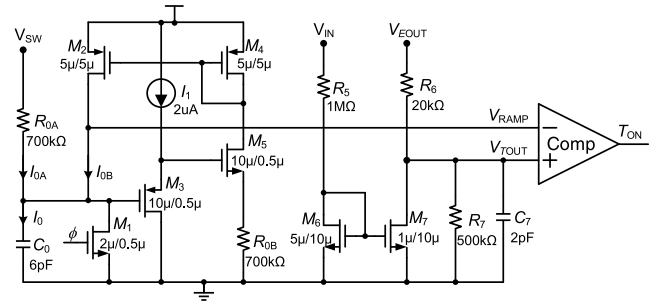 V_SW
V_IN
V_EOUT
M_2
5µ/5µ
M_4
5µ/5µ
I_1
2uA
R_5
1MΩ
R_6
20kΩ
R_0A
700kΩ
V_RAMP
V_TOUT
Comp
T_ON
M_5
10µ/0.5µ
I_0A
I_0B
M_3
10µ/0.5µ
I_0
C_0
6pF
ϕ
M_1
2µ/0.5µ
R_0B
700kΩ
M_6
5µ/10µ
M_7
1µ/10µ
R_7
500kΩ
C_7
2pF